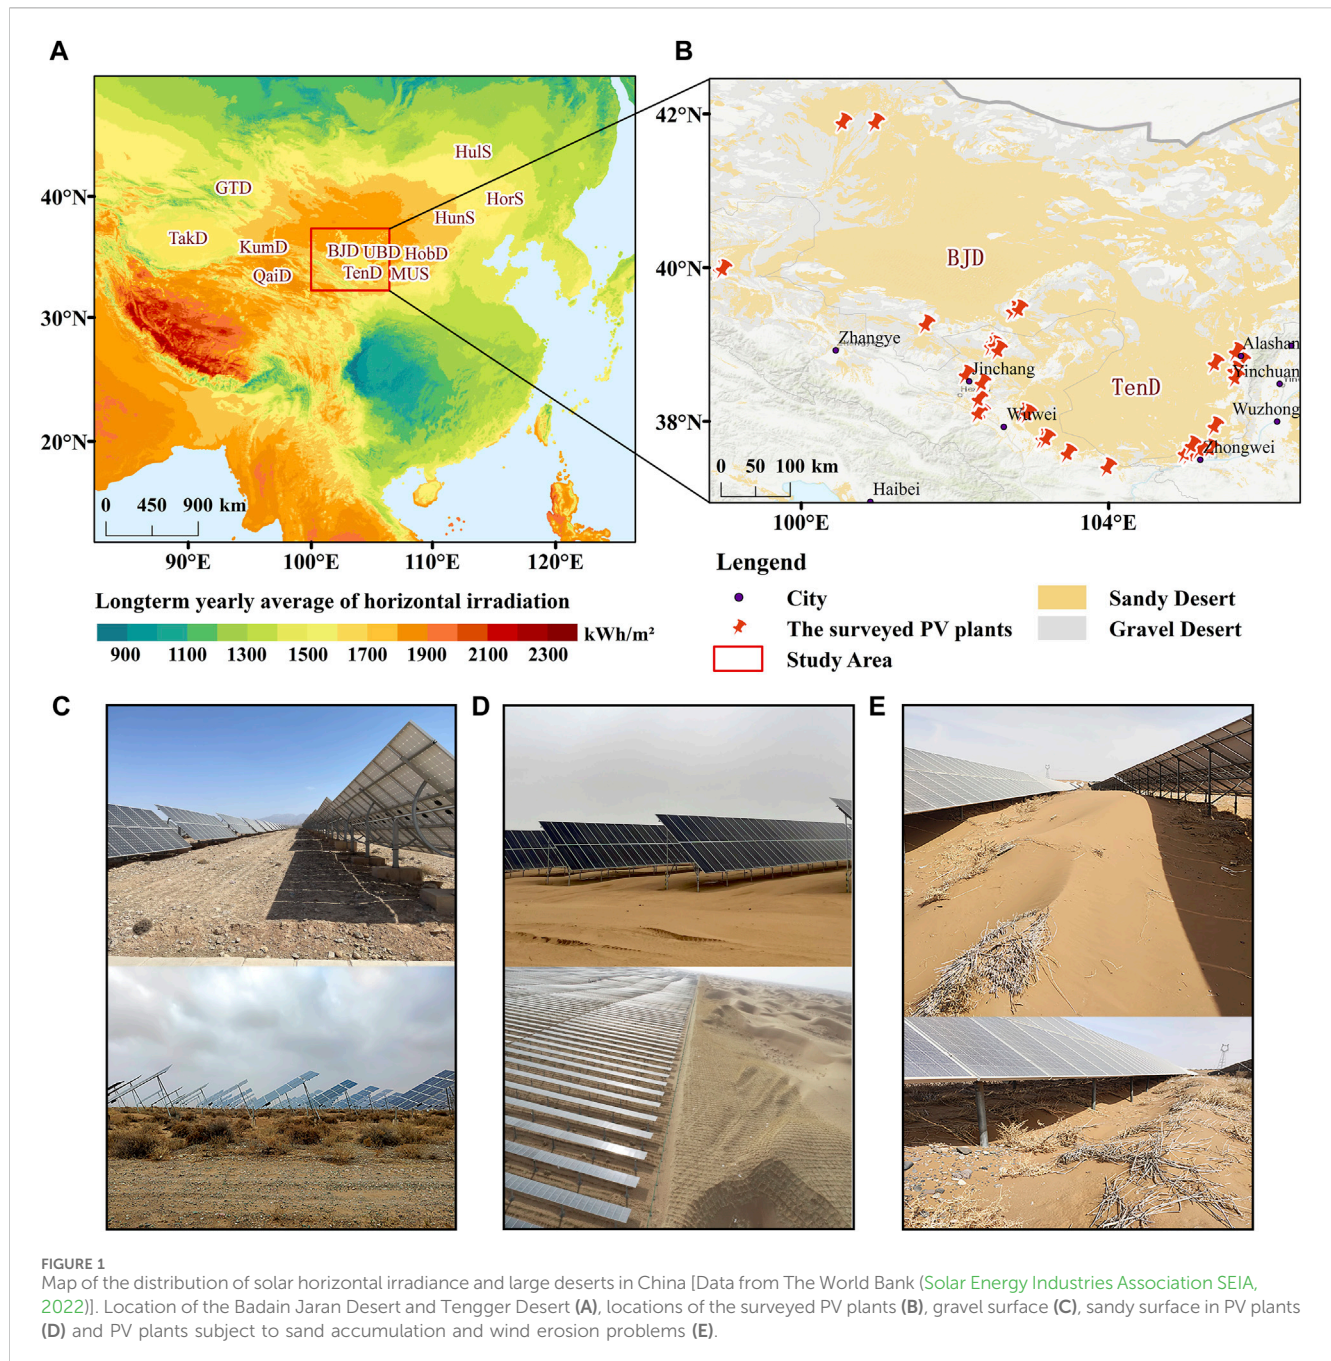 A
B
40°N
30°N
20°N
HulS
GTD
HorS
HunS
TakD
KumD
BJD
UBD
HobD
QaiD
TenD
MUS
0 450 900 km
90°E 100°E 110°E 120°E
Longterm yearly average of horizontal irradiation
kWh/m²
900 1100 1300 1500 1700 1900 2100 2300
42°N
40°N
38°N
BJD
Zhangye
Alashan
Jinchang
Yinchuan
TenD
Wuwei
Wuzhong
Zhongwei
0 50 100 km
Haibei
100°E 104°E
Lengend
City
Sandy Desert
The surveyed PV plants
Gravel Desert
Study Area
C
D
E
FIGURE 1
Map of the distribution of solar horizontal irradiance and large deserts in China [Data from The World Bank (Solar Energy Industries Association SEIA,
2022)]. Location of the Badain Jaran Desert and Tengger Desert (A), locations of the surveyed PV plants (B), gravel surface (C), sandy surface in PV plants
(D) and PV plants subject to sand accumulation and wind erosion problems (E).